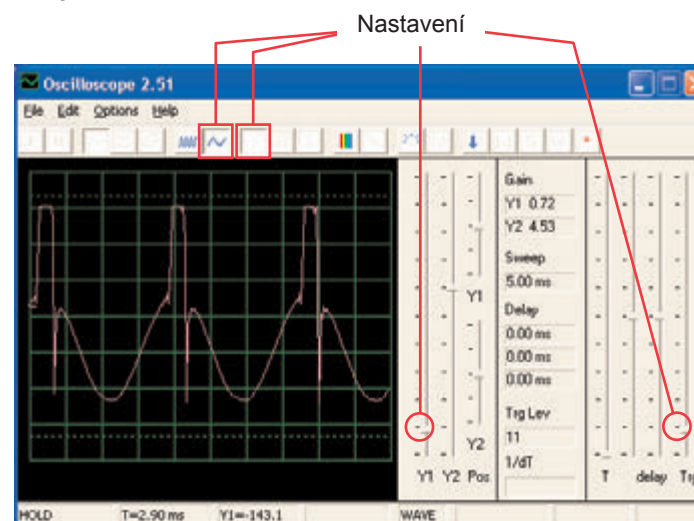 Nastavení
Oscilloscope 2.51
File Edit Options Help
Gain
Y1 0.72
Y2 4.53
Sweep
5.00 ms
Delay
0.00 ms
0.00 ms
0.00 ms
Trg Lev
11
1/dT
Y1
Y2
Y1 Y2 Pos
T delay Trg
HOLD T=2.90 ms Y1=-143.1 WAVE